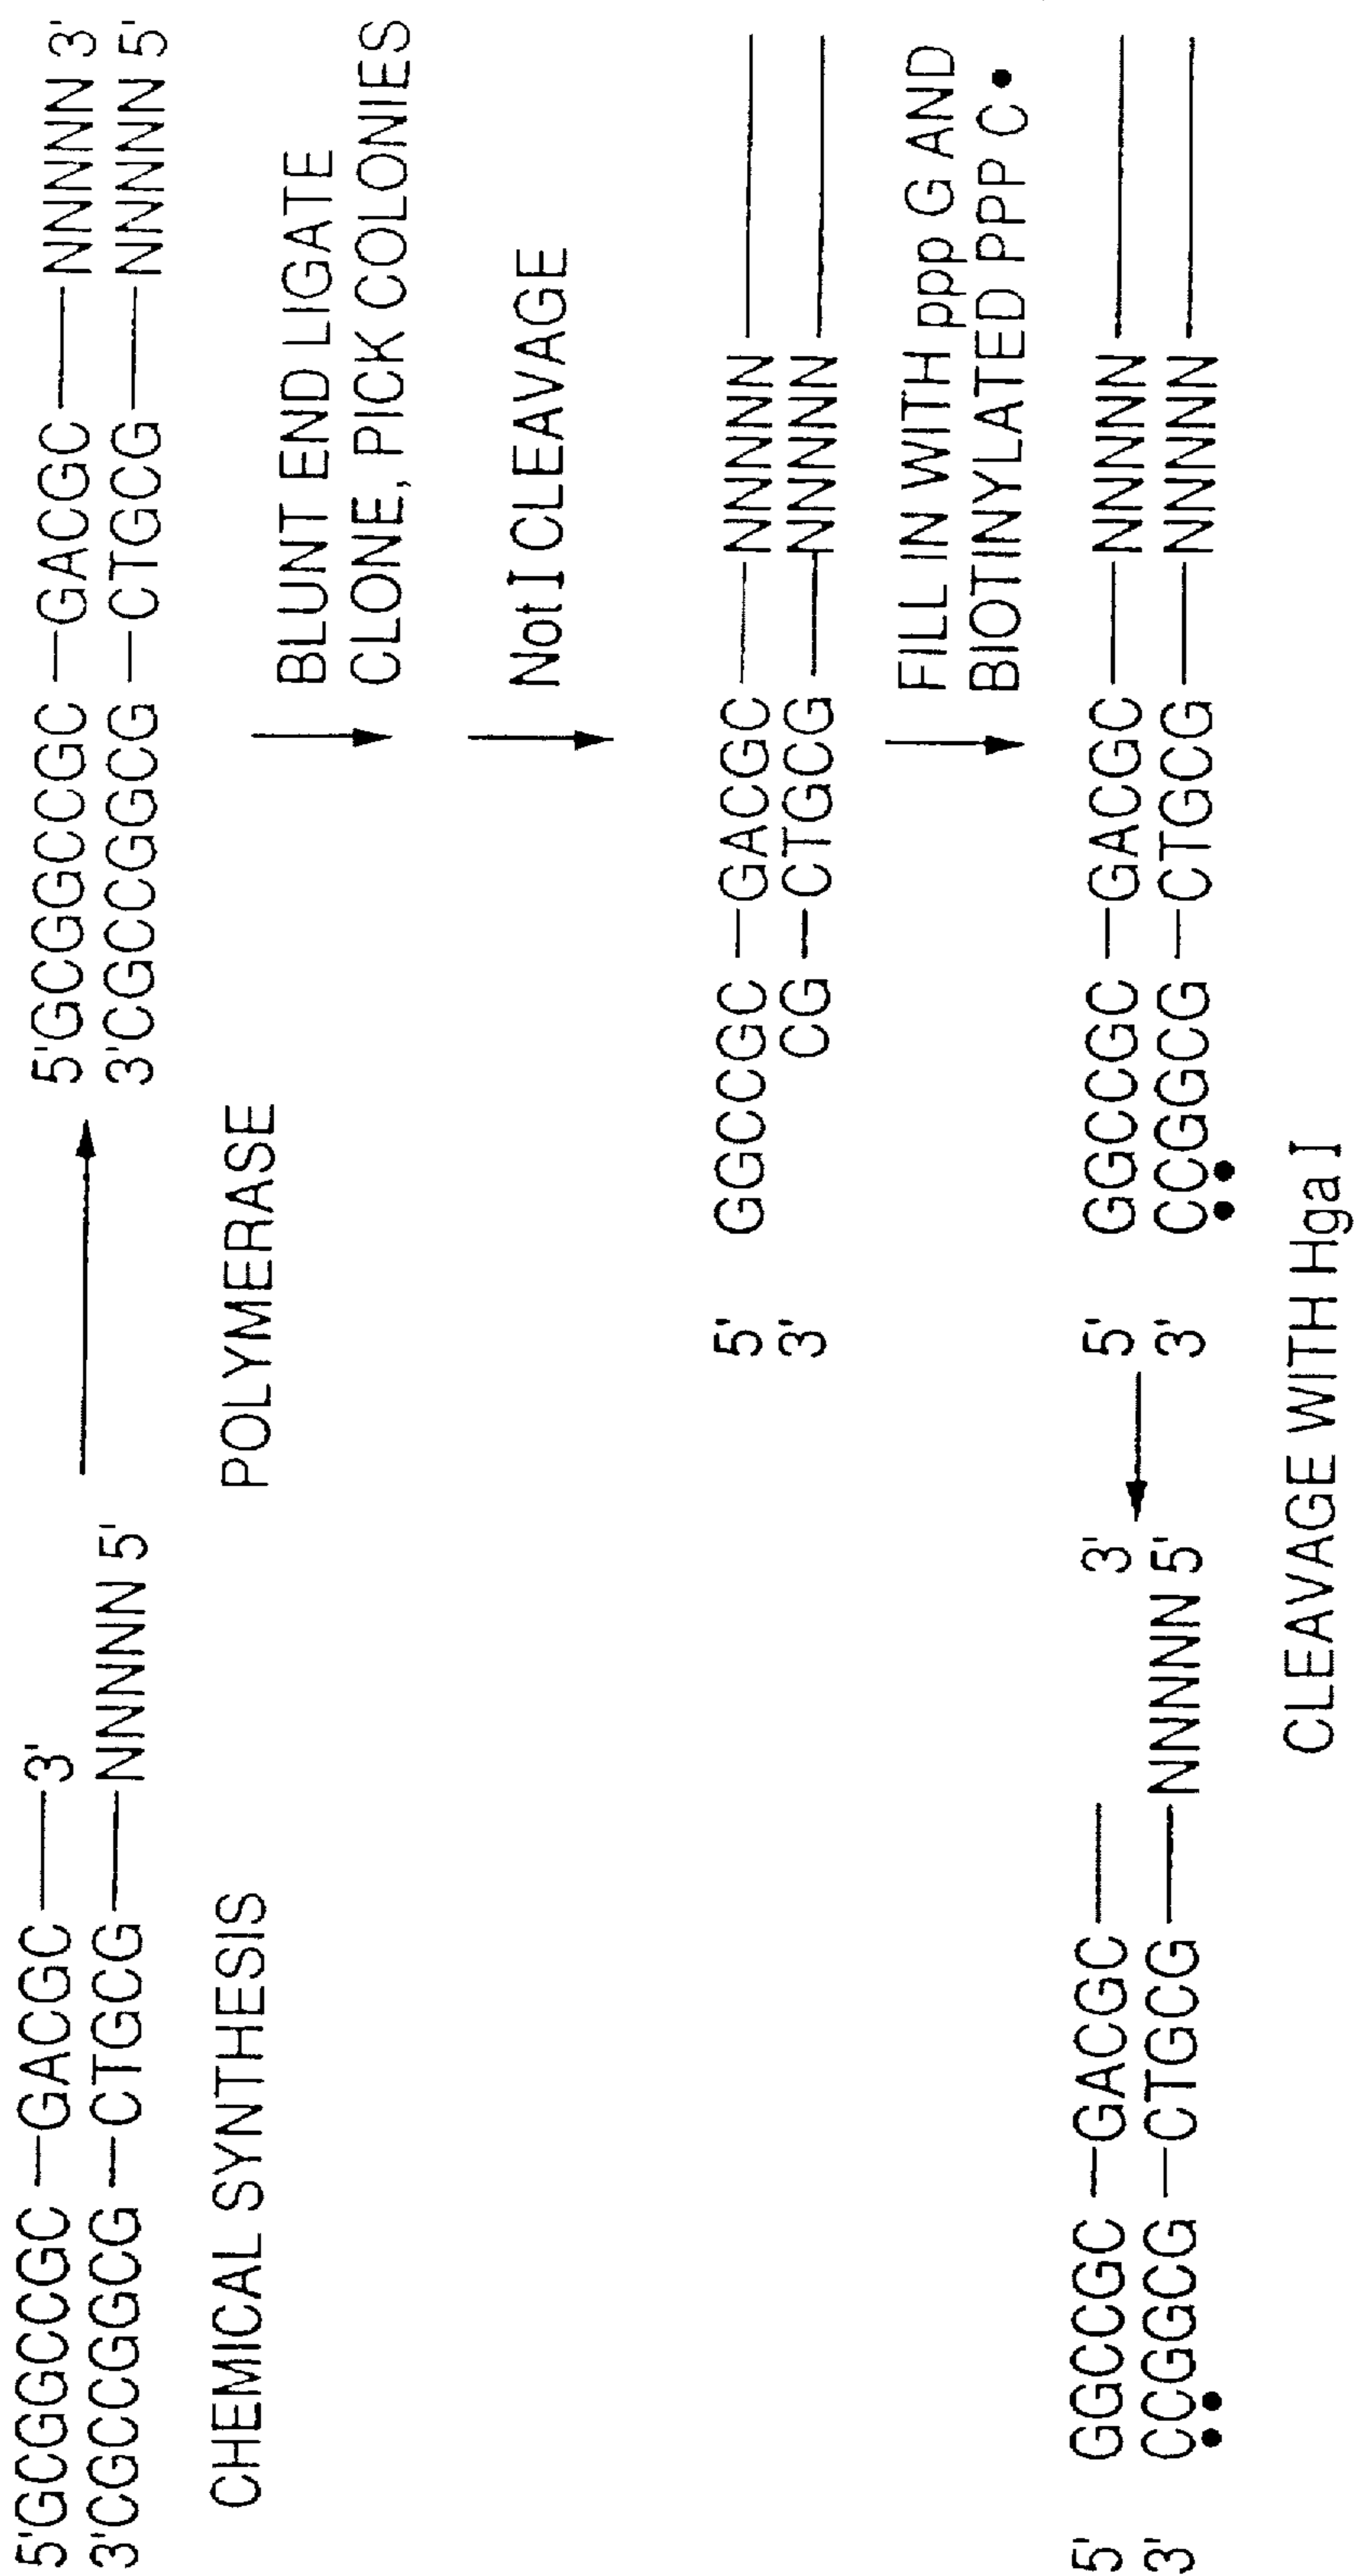 5'GCGGCCGC—GACGC—3'
3'CGCCGGCG—CTGCG—NNNNN 5'
CHEMICAL SYNTHESIS
POLYMERASE
5'GCGGCCGC—GACGC—NNNNN 3'
3'CGCCGGCG—CTGCG—NNNNN 5'
BLUNT END LIGATE
CLONE, PICK COLONIES
Not I CLEAVAGE
5' GGCCGC—GACGC—NNNNN—
3' CG—CTGCG—NNNNN—
FILL IN WITH ppp G AND
BIOTINYLATED PPP C•
5' GGCCGC—GACGC—NNNNN—
3' CCGGCG—CTGCG—NNNNN—
••
5' GGCCGC—GACGC— 3'
3' CCGGCG—CTGCG—NNNNN 5'
••
CLEAVAGE WITH Hga I